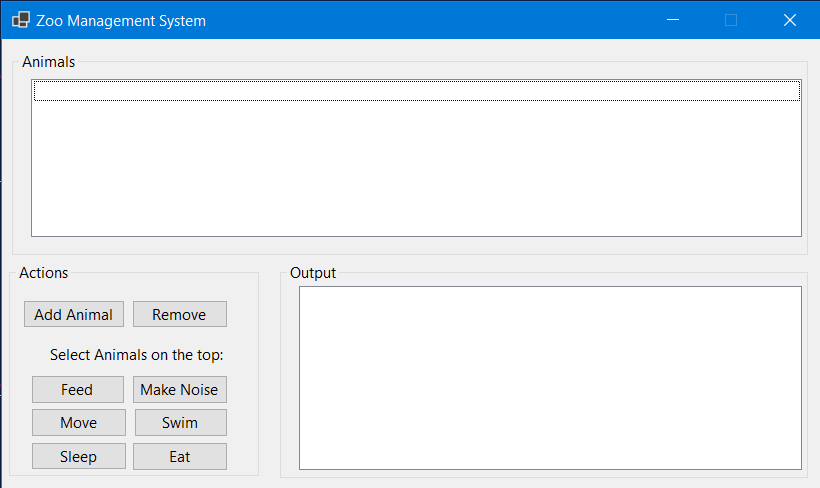 Zoo Management System
Animals
Actions
Output
Add Animal
Remove
Select Animals on the top:
Feed
Make Noise
Move
Swim
Sleep
Eat